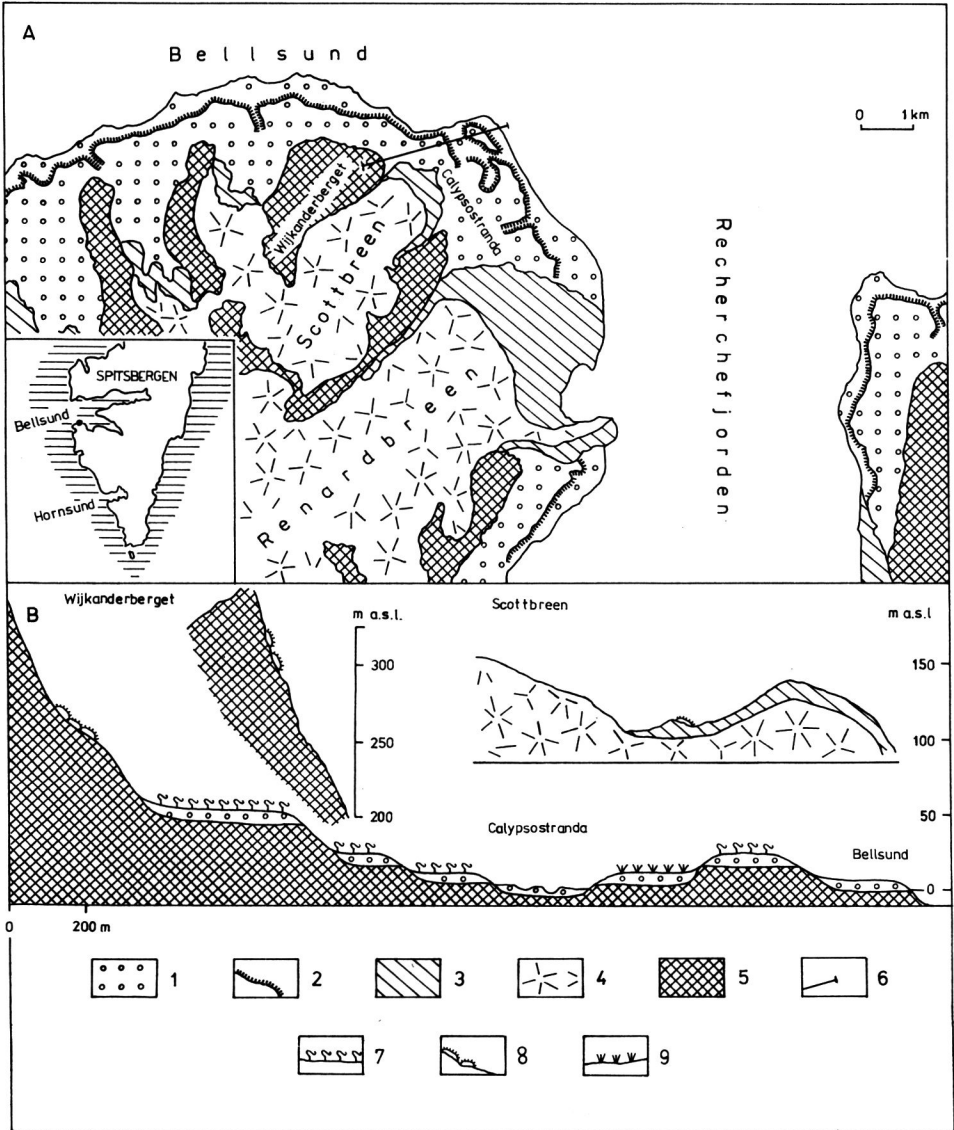 A
Bellsund
0 1 km
Wijkanderberget
Calypsostranda
Scottbreen
Renardbreen
Recherchefjorden
SPITSBERGEN
Bellsund
Hornsund
B
Wijkanderberget
m a.s.l.
300
250
200
Scottbreen
m a.s.l
150
100
50
0
Calypsostranda
Bellsund
0 200 m
1 2 3 4 5 6
7 8 9